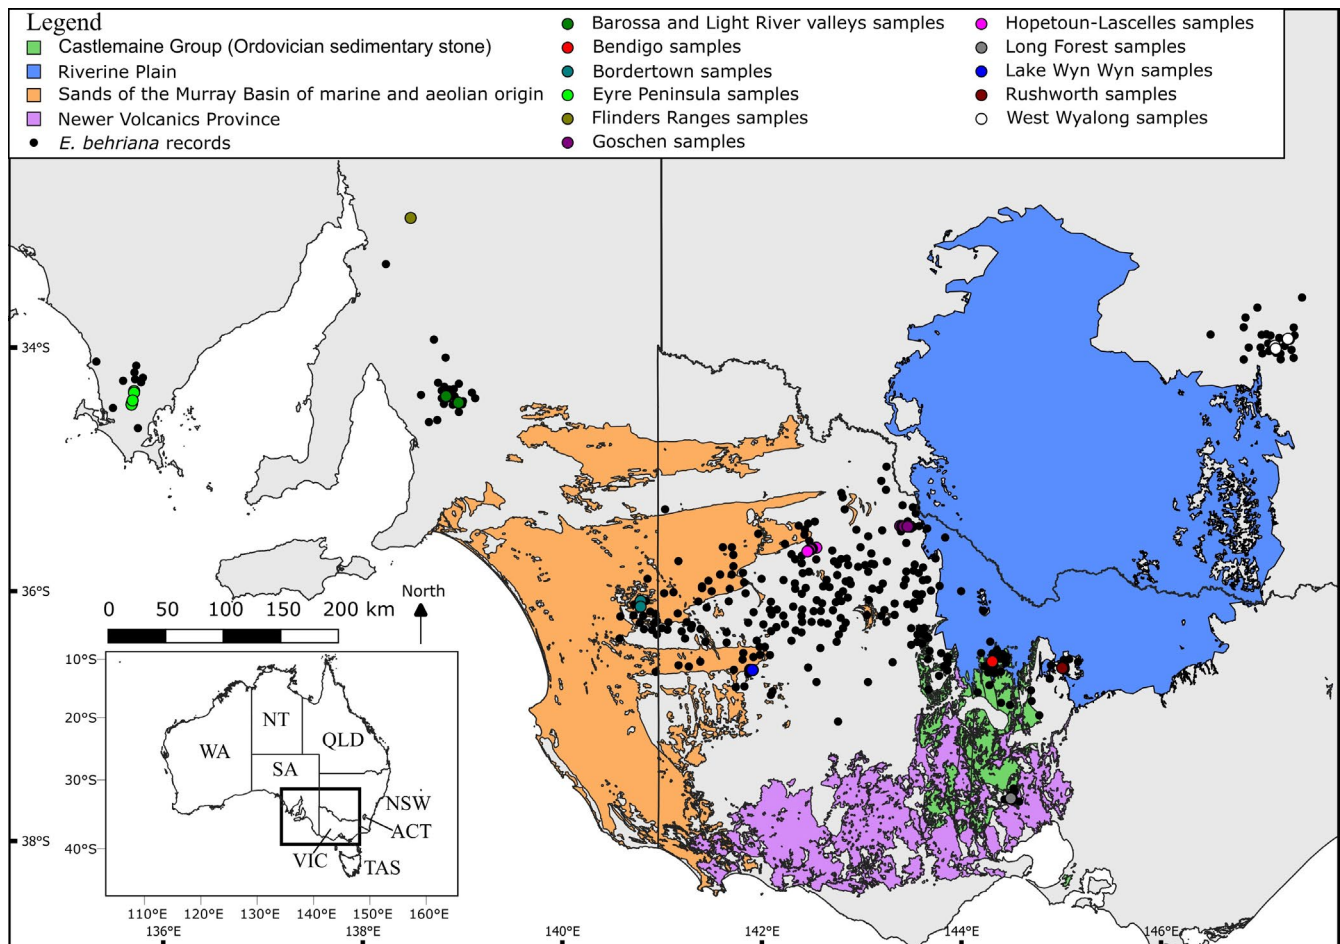 Legend
Castlemaine Group (Ordovician sedimentary stone)
Riverine Plain
Sands of the Murray Basin of marine and aeolian origin
Newer Volcanics Province
E. behriana records
Barossa and Light River valleys samples
Bendigo samples
Bordertown samples
Eyre Peninsula samples
Flinders Ranges samples
Goschen samples
Hopetoun-Lascelles samples
Long Forest samples
Lake Wyn Wyn samples
Rushworth samples
West Wyalong samples
34°S
36°S
38°S
North
0 50 100 150 200 km
10°S
20°S
30°S
40°S
NT
WA
QLD
SA
NSW
ACT
VIC
TAS
110°E 120°E 130°E 140°E 150°E 160°E
136°E 138°E 140°E 142°E 144°E 146°E